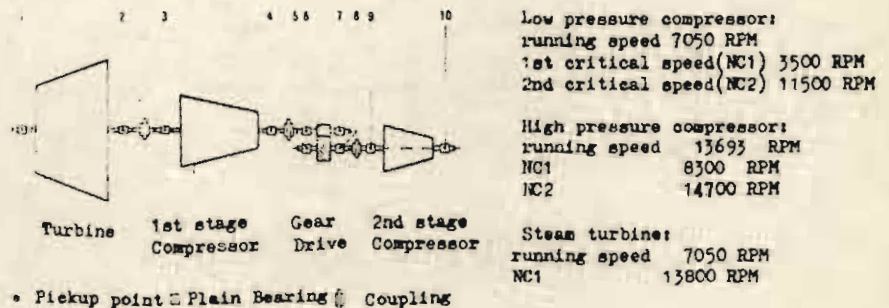 2 3 4 5 6 7 8 9 10
Turbine 1st stage Compressor Gear Drive 2nd stage Compressor
Pickup point Plain Bearing Coupling
Low pressure compressor:
running speed 7050 RPM
1st critical speed(NC1) 3500 RPM
2nd critical speed(NC2) 11500 RPM
High pressure compressor:
running speed 13693 RPM
NC1 8300 RPM
NC2 14700 RPM
Steam turbine:
running speed 7050 RPM
NC1 13800 RPM